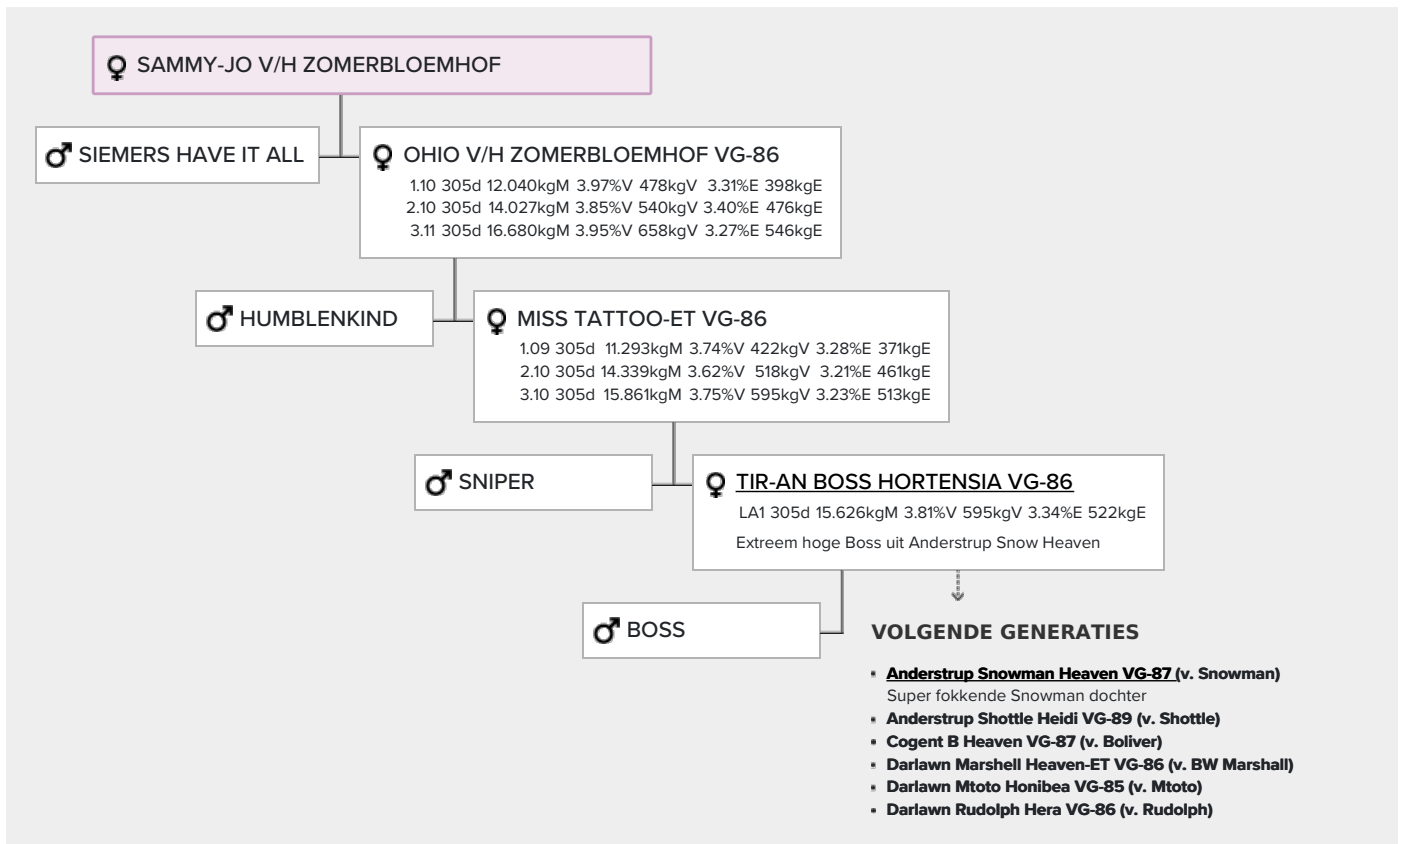 SAMMY-JO V/H ZOMERBLOEMHOF
SIEMERS HAVE IT ALL
OHIO V/H ZOMERBLOEMHOF VG-86
1.10 305d 12.040kgM 3.97%V 478kgV 3.31%E 398kgE
2.10 305d 14.027kgM 3.85%V 540kgV 3.40%E 476kgE
3.11 305d 16.680kgM 3.95%V 658kgV 3.27%E 546kgE
HUMBLENKIND
MISS TATTOO-ET VG-86
1.09 305d 11.293kgM 3.74%V 422kgV 3.28%E 371kgE
2.10 305d 14.339kgM 3.62%V 518kgV 3.21%E 461kgE
3.10 305d 15.861kgM 3.75%V 595kgV 3.23%E 513kgE
SNIPER
TIR-AN BOSS HORTENSIA VG-86
LA1 305d 15.626kgM 3.81%V 595kgV 3.34%E 522kgE
Extreem hoge Boss uit Anderstrup Snow Heaven
BOSS
VOLGENDE GENERATIES
Anderstrup Snowman Heaven VG-87 (v. Snowman)
Super fokkende Snowman dochter
Anderstrup Shottle Heidi VG-89 (v. Shottle)
Cogent B Heaven VG-87 (v. Boliver)
Darlawn Marshell Heaven-ET VG-86 (v. BW Marshall)
Darlawn Mtoto Honibea VG-85 (v. Mtoto)
Darlawn Rudolph Hera VG-86 (v. Rudolph)